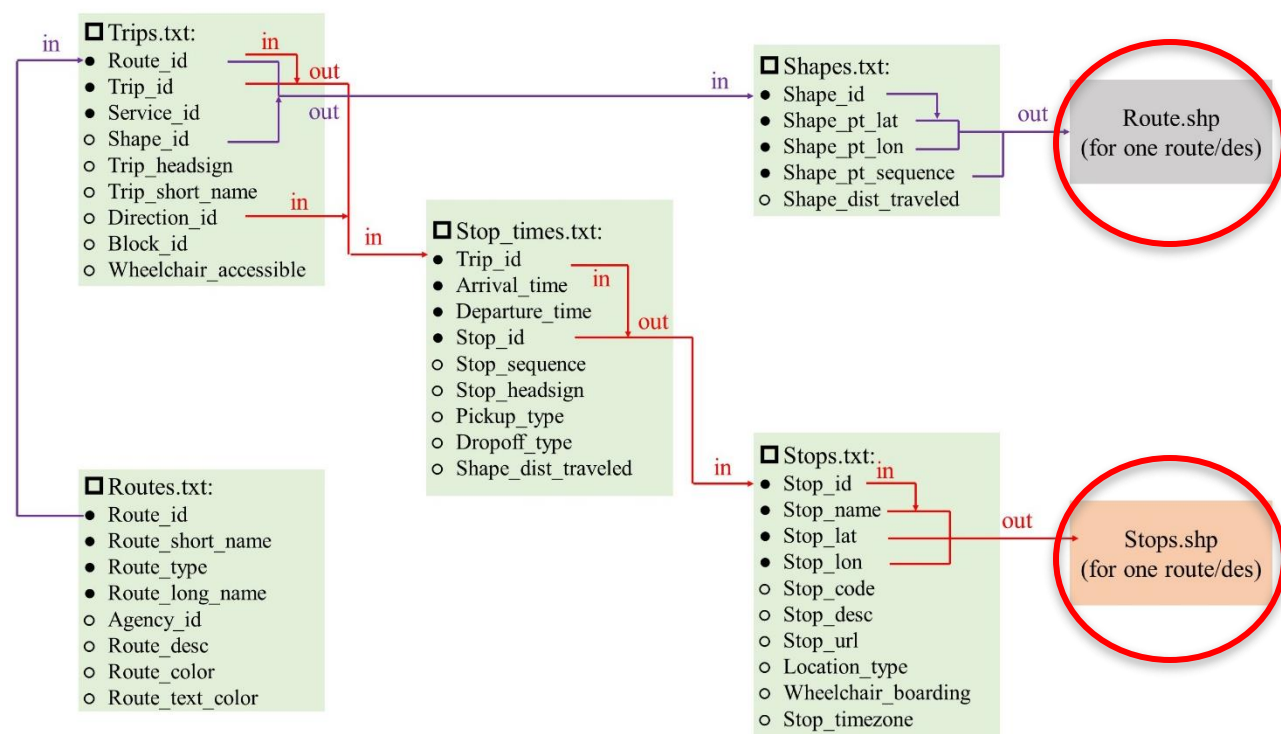 Trips.txt:
Route_id
Trip_id
Service_id
Shape_id
Trip_headsign
Trip_short_name
Direction_id
Block_id
Wheelchair_accessible
in
in
out
out
in
in
Routes.txt:
Route_id
Route_short_name
Route_type
Route_long_name
Agency_id
Route_desc
Route_color
Route_text_color
Stop_times.txt:
Trip_id
Arrival_time
Departure_time
Stop_id
Stop_sequence
Stop_headsign
Pickup_type
Dropoff_type
Shape_dist_traveled
in
out
in
in
Shapes.txt:
Shape_id
Shape_pt_lat
Shape_pt_lon
Shape_pt_sequence
Shape_dist_traveled
out
Route.shp
(for one route/des)
Stops.txt:
Stop_id
Stop_name
Stop_lat
Stop_lon
Stop_code
Stop_desc
Stop_url
Location_type
Wheelchair_boarding
Stop_timezone
in
out
Stops.shp
(for one route/des)